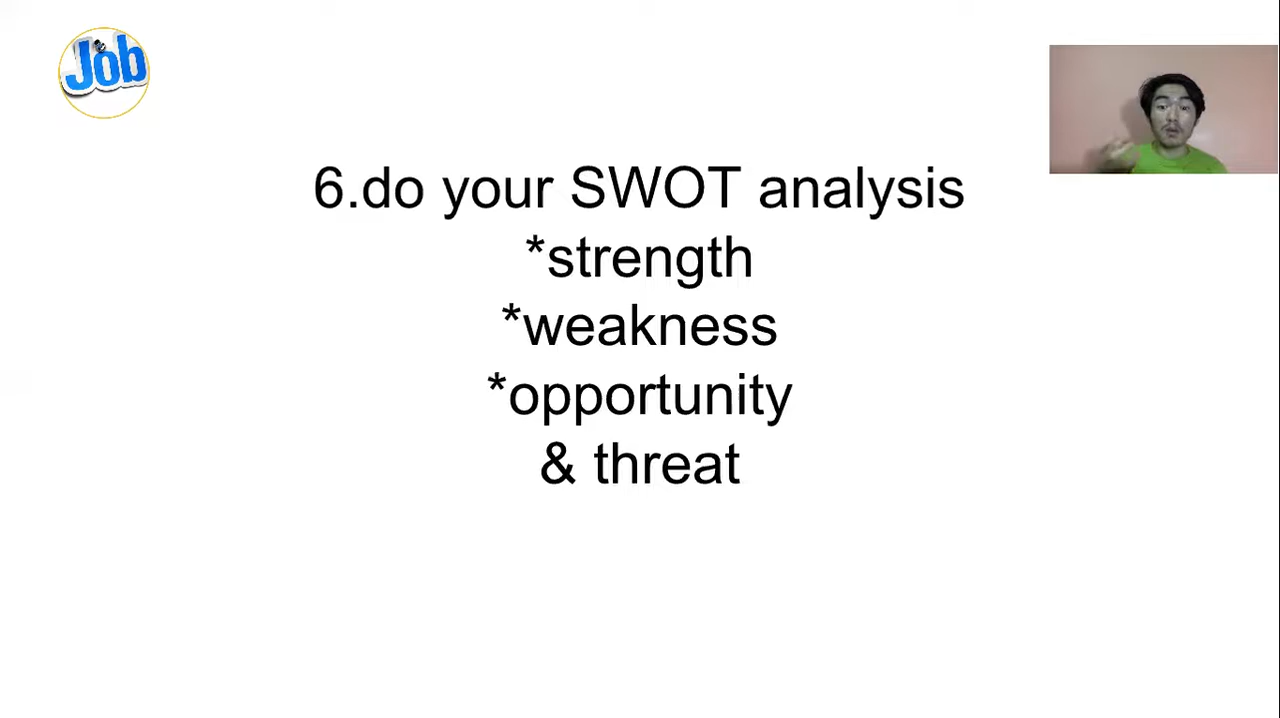 Job
6.do your SWOT analysis
*strength
*weakness
*opportunity
& threat